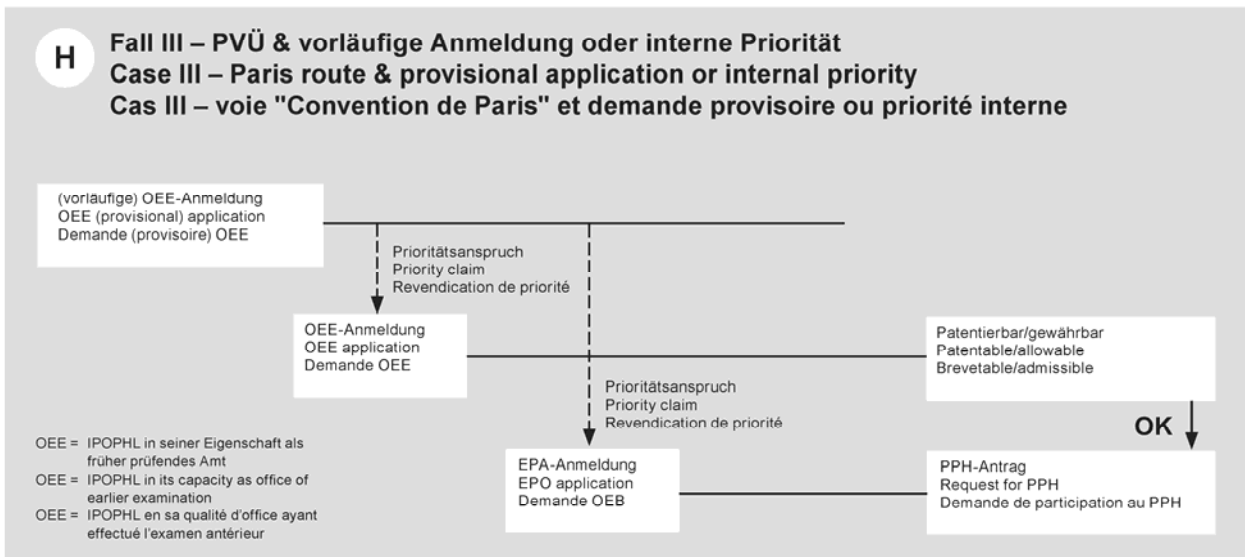 H
Fall III – PVÜ & vorläufige Anmeldung oder interne Priorität
Case III – Paris route & provisional application or internal priority
Cas III – voie "Convention de Paris" et demande provisoire ou priorité interne
(vorläufige) OEE-Anmeldung
OEE (provisional) application
Demande (provisoire) OEE
Prioritätsanspruch
Priority claim
Revendication de priorité
OEE-Anmeldung
OEE application
Demande OEE
Patentierbar/gewährbar
Patentable/allowable
Brevetable/admissible
Prioritätsanspruch
Priority claim
Revendication de priorité
OK
OEE = IPOPHL in seiner Eigenschaft als
früher prüfendes Amt
OEE = IPOPHL in its capacity as office of
earlier examination
OEE = IPOPHL en sa qualité d'office ayant
effectué l'examen antérieur
EPA-Anmeldung
EPO application
Demande OEB
PPH-Antrag
Request for PPH
Demande de participation au PPH